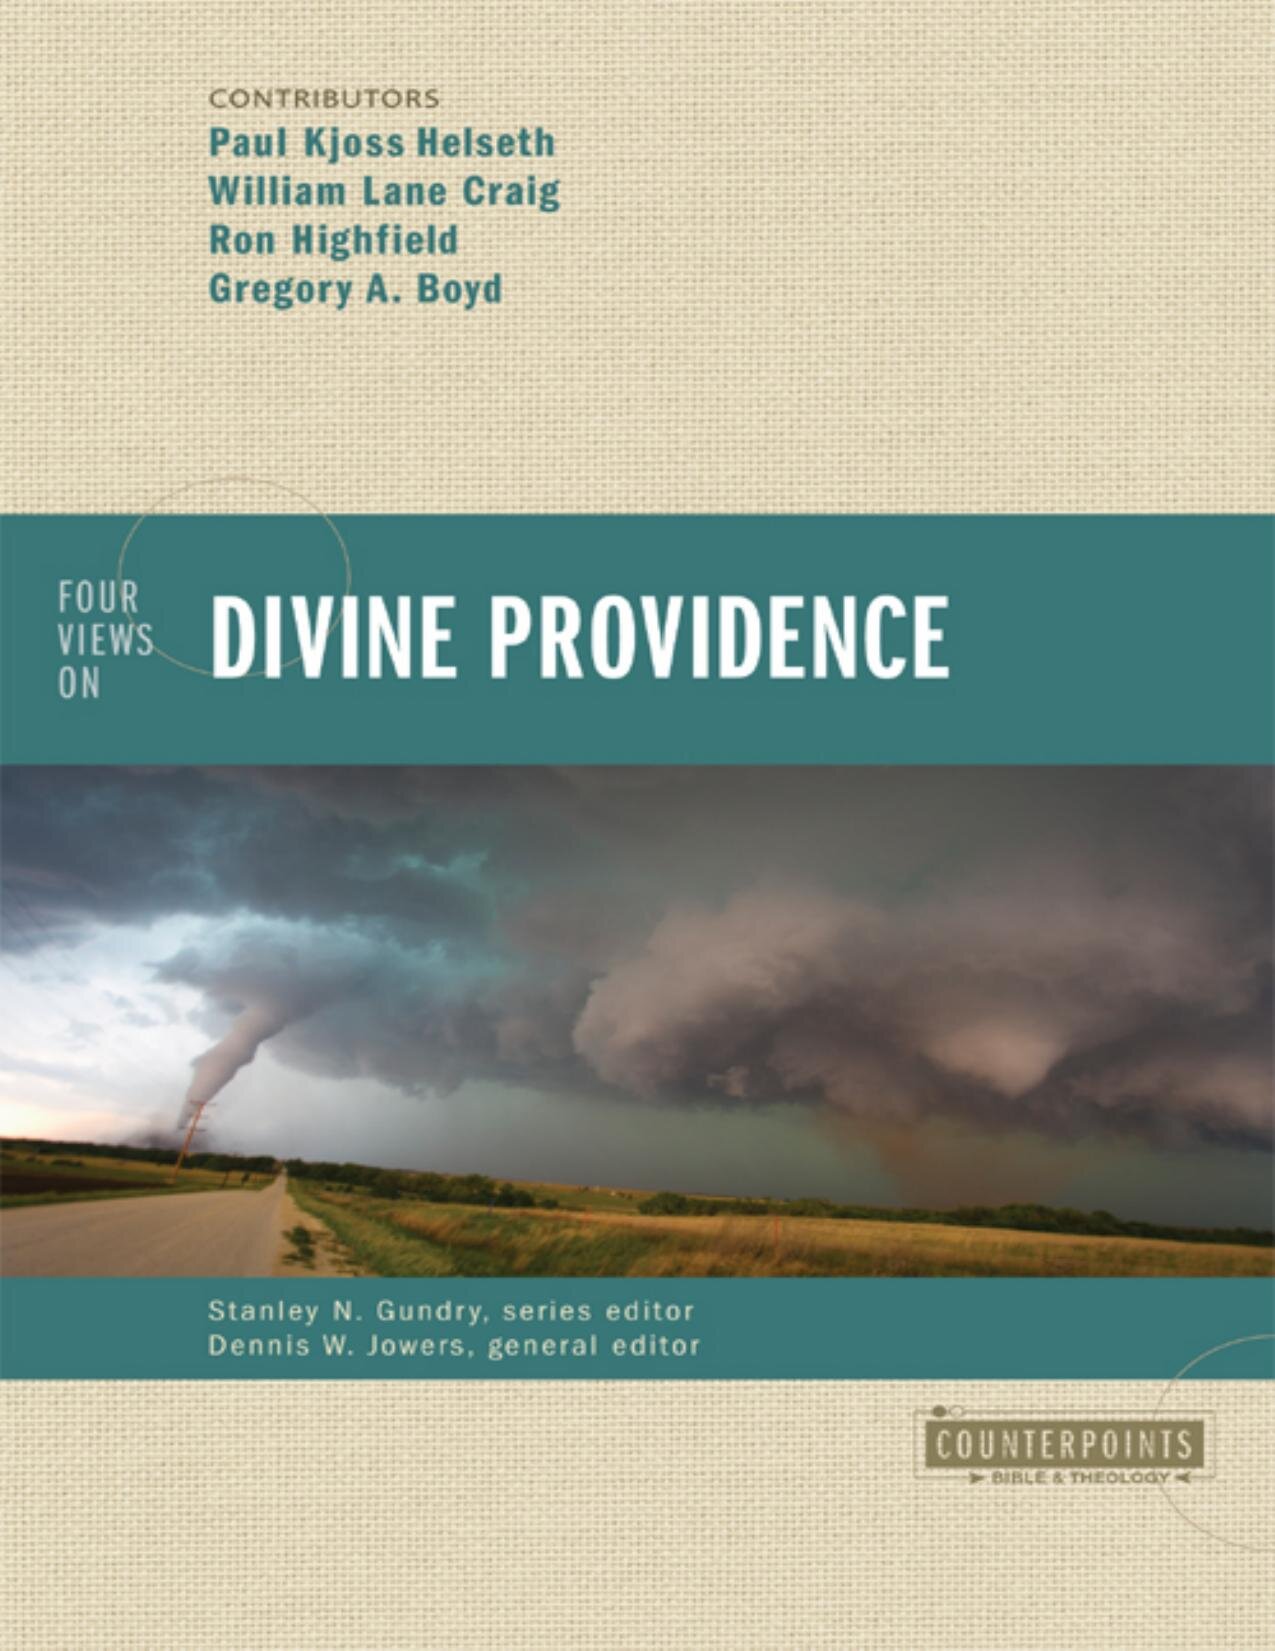 CONTRIBUTORS
Paul Kjoss Helseth
William Lane Craig
Ron Highfield
Gregory A. Boyd
FOUR
VIEWS
ON
DIVINE PROVIDENCE
Stanley N. Gundry, series editor
Dennis W. Jowers, general editor
COUNTERPOINTS
BIBLE & THEOLOGY